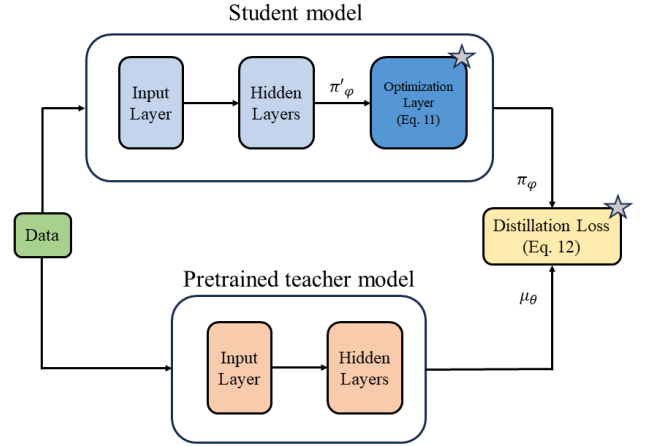 Student model
Input
Layer
Hidden
Layers
π'φ
Optimization
Layer
(Eq. 11)
πφ
Data
Distillation Loss
(Eq. 12)
Pretrained teacher model
μθ
Input
Layer
Hidden
Layers